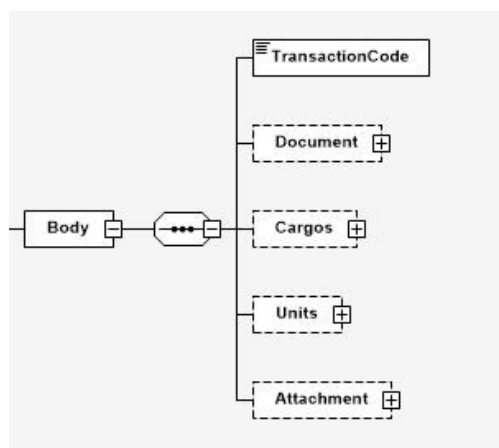 TransactionCode
Document
Body
Cargos
Units
Attachment